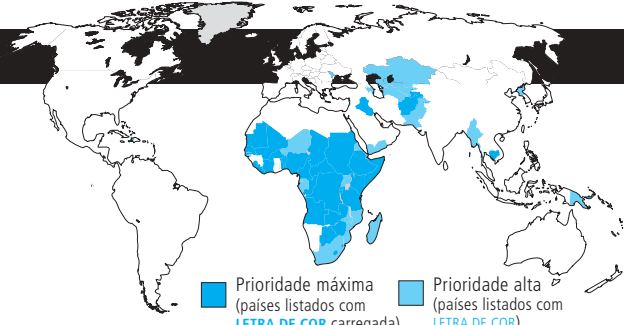 Prioridade máxima
(países listados com
LETRA DE COR carregada)
Prioridade alta
(países listados com
LETRA DE COR)